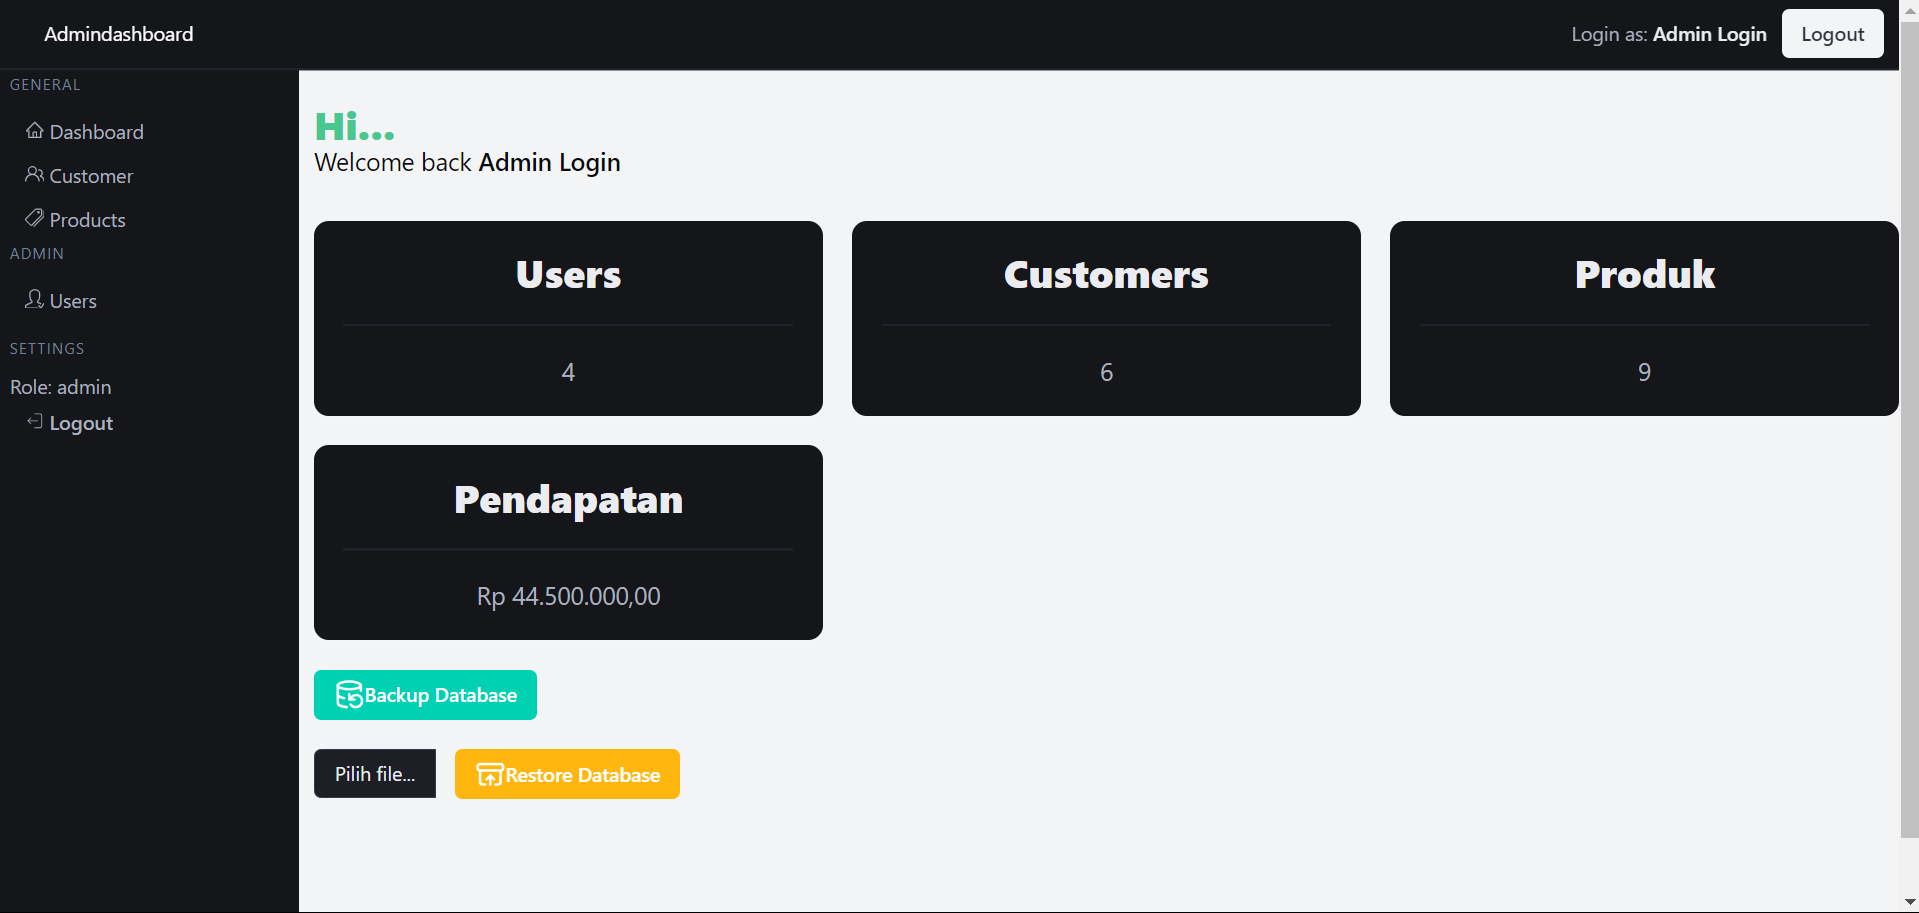 Admindashboard
Login as: Admin Login
Logout
GENERAL
Dashboard
Customer
Products
ADMIN
Users
SETTINGS
Role: admin
Logout
Hi...
Welcome back Admin Login
Users
4
Customers
6
Produk
9
Pendapatan
Rp 44.500.000,00
Backup Database
Pilih file...
Restore Database